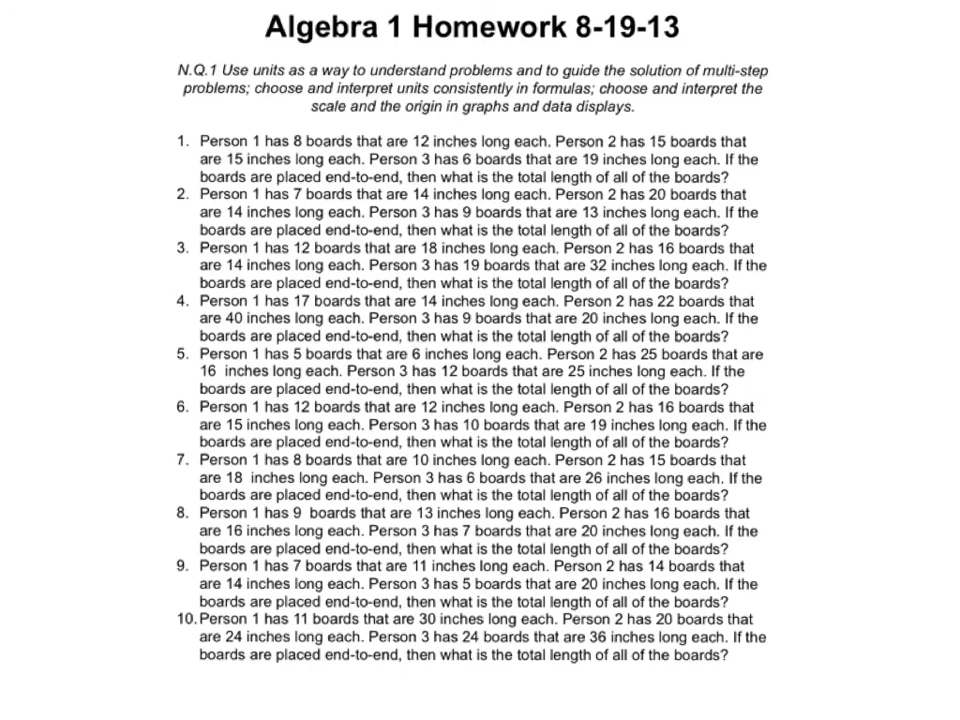 Algebra 1 Homework 8-19-13
N.Q.1 Use units as a way to understand problems and to guide the solution of multi-step
problems; choose and interpret units consistently in formulas; choose and interpret the
scale and the origin in graphs and data displays.
1. Person 1 has 8 boards that are 12 inches long each. Person 2 has 15 boards that
are 15 inches long each. Person 3 has 6 boards that are 19 inches long each. If the
boards are placed end-to-end, then what is the total length of all of the boards?
2. Person 1 has 7 boards that are 14 inches long each. Person 2 has 20 boards that
are 14 inches long each. Person 3 has 9 boards that are 13 inches long each. If the
boards are placed end-to-end, then what is the total length of all of the boards?
3. Person 1 has 12 boards that are 18 inches long each. Person 2 has 16 boards that
are 14 inches long each. Person 3 has 19 boards that are 32 inches long each. If the
boards are placed end-to-end, then what is the total length of all of the boards?
4. Person 1 has 17 boards that are 14 inches long each. Person 2 has 22 boards that
are 40 inches long each. Person 3 has 9 boards that are 20 inches long each. If the
boards are placed end-to-end, then what is the total length of all of the boards?
5. Person 1 has 5 boards that are 6 inches long each. Person 2 has 25 boards that are
16 inches long each. Person 3 has 12 boards that are 25 inches long each. If the
boards are placed end-to-end, then what is the total length of all of the boards?
6. Person 1 has 12 boards that are 12 inches long each. Person 2 has 16 boards that
are 15 inches long each. Person 3 has 10 boards that are 19 inches long each. If the
boards are placed end-to-end, then what is the total length of all of the boards?
7. Person 1 has 8 boards that are 10 inches long each. Person 2 has 15 boards that
are 18 inches long each. Person 3 has 6 boards that are 26 inches long each. If the
boards are placed end-to-end, then what is the total length of all of the boards?
8. Person 1 has 9 boards that are 13 inches long each. Person 2 has 16 boards that
are 16 inches long each. Person 3 has 7 boards that are 20 inches long each. If the
boards are placed end-to-end, then what is the total length of all of the boards?
9. Person 1 has 7 boards that are 11 inches long each. Person 2 has 14 boards that
are 14 inches long each. Person 3 has 5 boards that are 20 inches long each. If the
boards are placed end-to-end, then what is the total length of all of the boards?
10. Person 1 has 11 boards that are 30 inches long each. Person 2 has 20 boards that
are 24 inches long each. Person 3 has 24 boards that are 36 inches long each. If the
boards are placed end-to-end, then what is the total length of all of the boards?